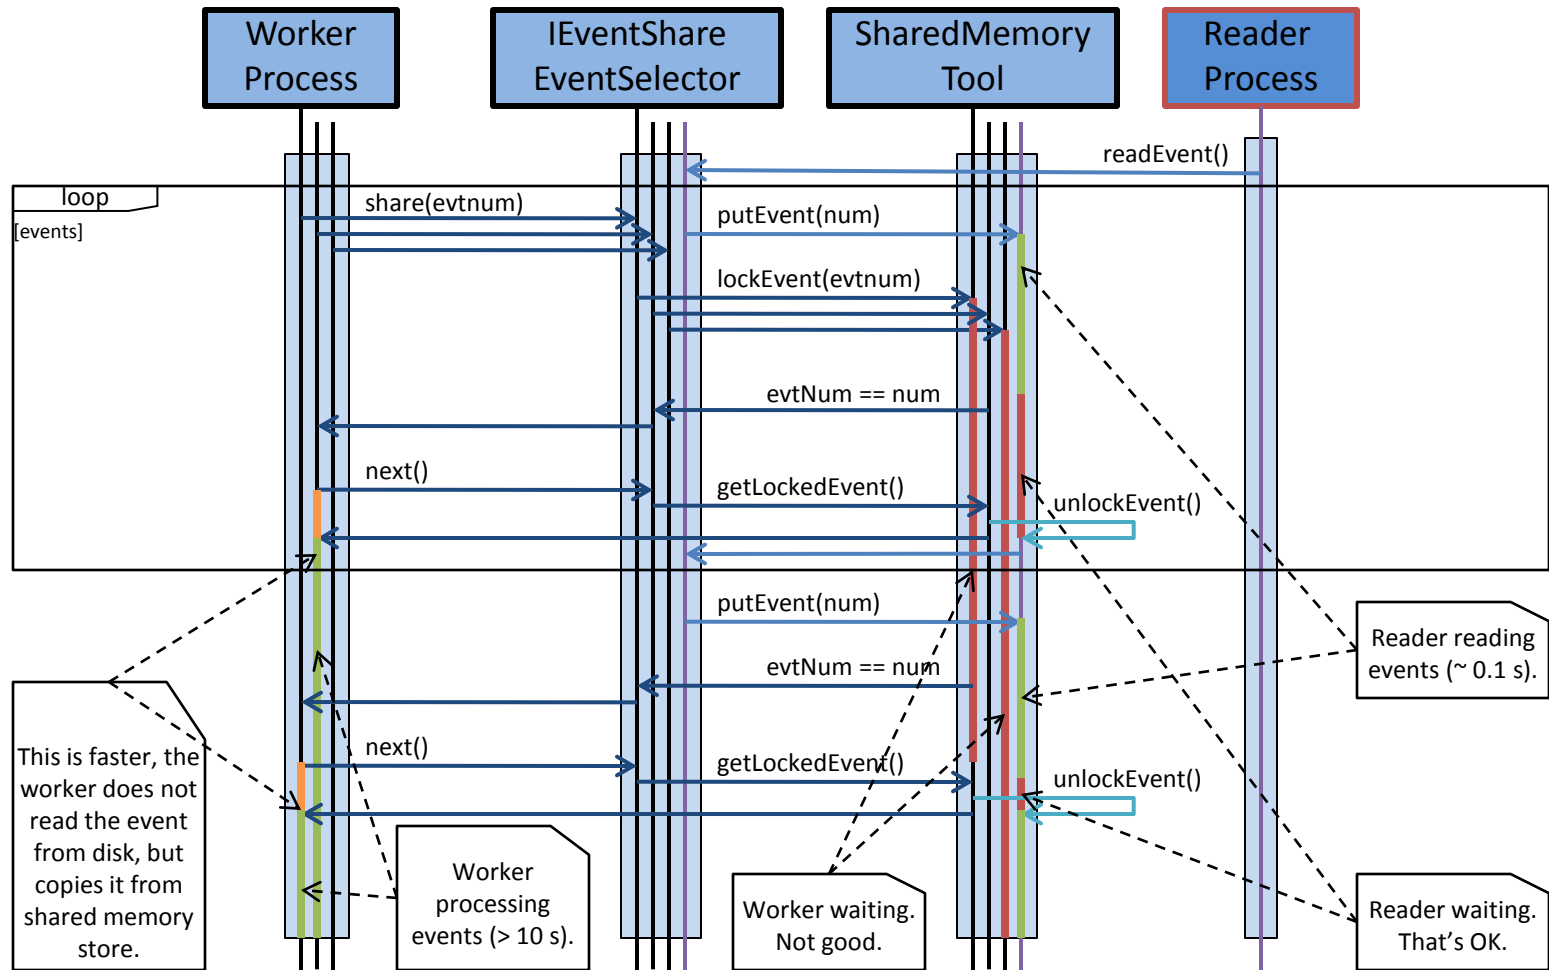 Worker
Process
IEventShare
EventSelector
SharedMemory
Tool
Reader
Process
readEvent()
loop
[events]
share(evtnum)
putEvent(num)
lockEvent(evtnum)
evtNum == num
next()
getLockedEvent()
unlockEvent()
putEvent(num)
evtNum == num
next()
getLockedEvent()
unlockEvent()
Reader reading
events (~ 0.1 s).
This is faster, the
worker does not
read the event
from disk, but
copies it from
shared memory
store.
Worker
processing
events (> 10 s).
Worker waiting.
Not good.
Reader waiting.
That's OK.